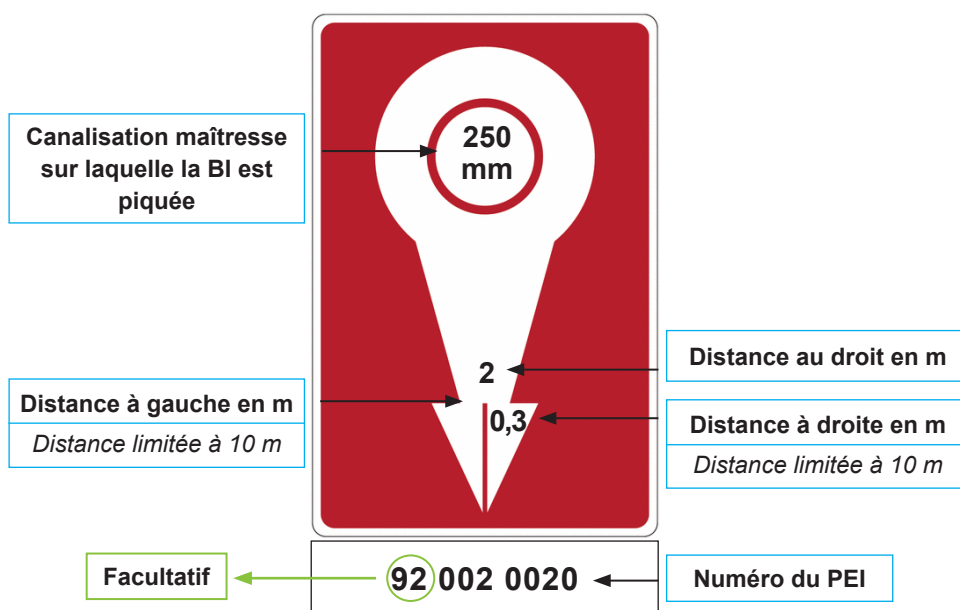 250
mm
Canalisation maîtresse
sur laquelle la BI est
piquée
2
Distance au droit en m
Distance à gauche en m
Distance limitée à 10 m
0,3
Distance à droite en m
Distance limitée à 10 m
Facultatif
92 002 0020
Numéro du PEI